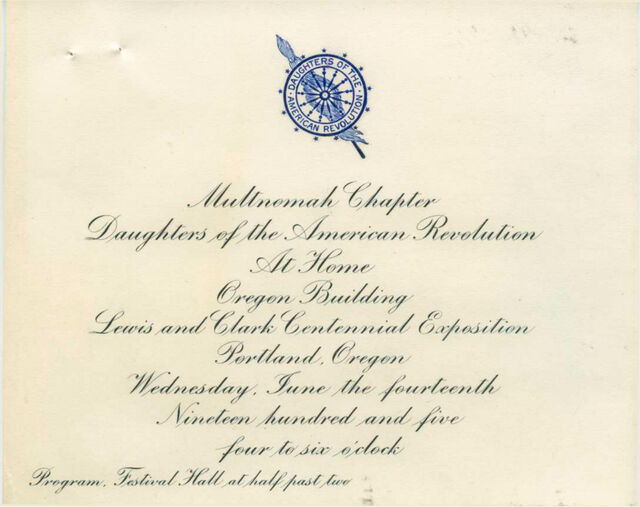 DAUGHTERS OF THE
AMERICAN REVOLUTION
Multnomah Chapter
Daughters of the American Revolution
At Home
Oregon Building
Lewis and Clark Centennial Exposition
Portland, Oregon
Wednesday, June the fourteenth
Nineteen hundred and five
four to six o'clock
Program, Festival Hall at half past two